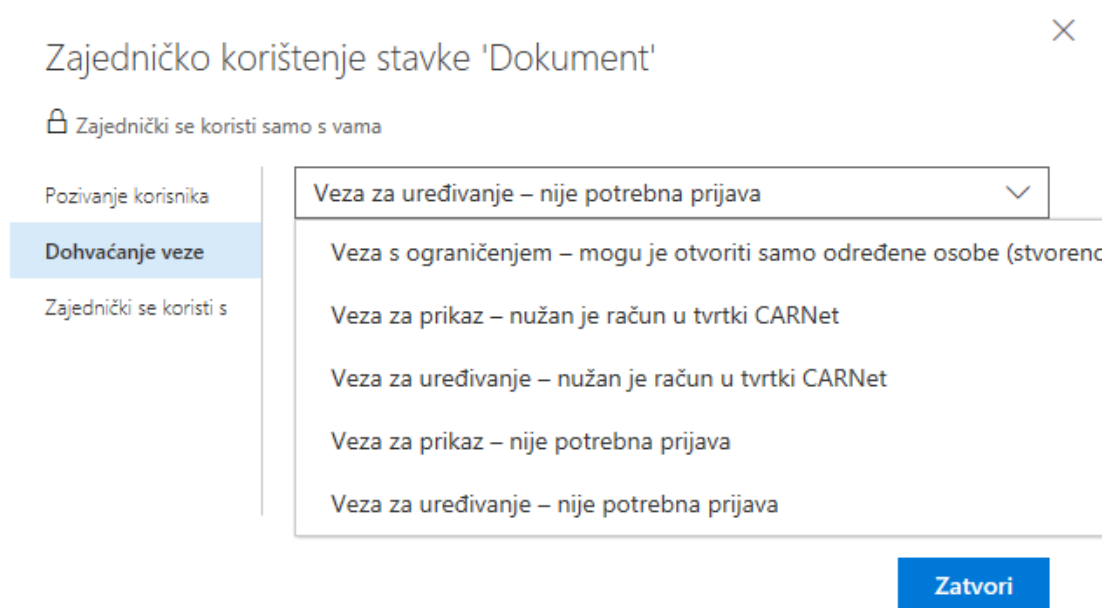 Zajedničko korištenje stavke 'Dokument'
Zajednički se koristi samo s vama
Pozivanje korisnika
Dohvaćanje veze
Zajednički se koristi s
Veza za uređivanje – nije potrebna prijava
Veza s ograničenjem – mogu je otvoriti samo određene osobe (stvoreno
Veza za prikaz – nužan je račun u tvrtki CARNet
Veza za uređivanje – nužan je račun u tvrtki CARNet
Veza za prikaz – nije potrebna prijava
Veza za uređivanje – nije potrebna prijava
Zatvori